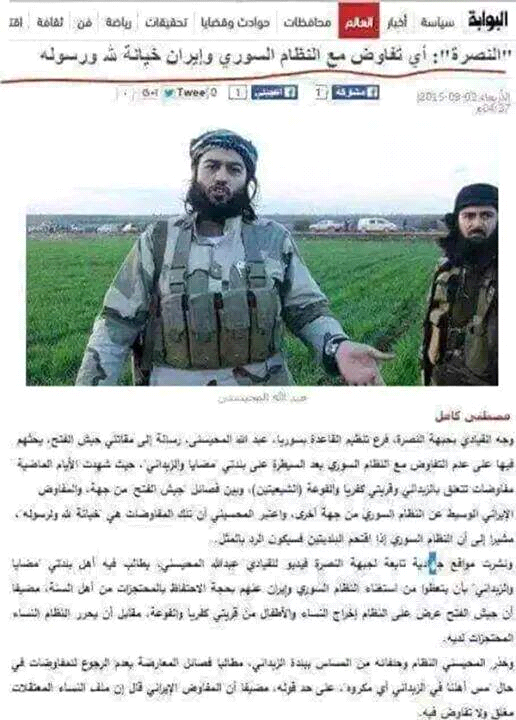 البوابة سياسة أخبار العالم محافظات حوادث وقضايا تحقيقات رياضة فن ثقافة
"النصرة": أي تفاوض مع النظام السوري وإيران خيانة لله ورسوله
مشاركة 1 أعجبني 1 Twee 0 G+1 0
الأربعاء 02-09-2015
عبد الله المحيسني
مصطفى كامل
وجه القيادي بجبهة النصرة، فرع تنظيم القاعدة بسوريا، عبد الله المحيسني، رسالة إلى مقاتلي جيش الفتح، يحثهم
فيها على عدم التفاوض مع النظام السوري بعد السيطرة على بلدتي "مضايا والزبداني"، حيث شهدت الأيام الماضية
مفاوضات تتعلق بالزبداني وقريتي كفريا والفوعة (الشيعيتين)، وبين فصائل "جيش الفتح" من جهة، والمفاوض
الإيراني الوسيط عن النظام السوري من جهة أخرى، واعتبر المحيسني أن تلك المفاوضات هي "خيانة لله ولرسوله"،
مشيرا إلى أن النظام السوري إذا إقتحم البلدتين فسيكون الرد بالمثل.
ونشرت مواقع جهادية تابعة لجبهة النصرة فيديو للقيادي عبدالله المحيسني، يطالب فيه أهل بلدتي "مضايا
والزبداني" بأن يتعففوا من استغناء النظام السوري وإيران عنهم بحجة الاحتفاظ بالمحتجزات من أهل السنة، مضيفا
أن جيش الفتح عرض على النظام إخراج النساء والأطفال من قريتي كفريا والفوعة، مقابل أن يحرر النظام النساء
المحتجزات لديه.
وحذر المحيسني النظام وحلفائه من المساس ببلدة الزبداني، مطالبا فصائل المعارضة بعدم الرجوع للمفاوضات في
حال "مس أهلنا في الزبداني أي مكروه"، على حد قوله، مضيفا أن المفاوض الإيراني قال إن ملف النساء المعتقلات
مغلق ولا تفاوض فيه.